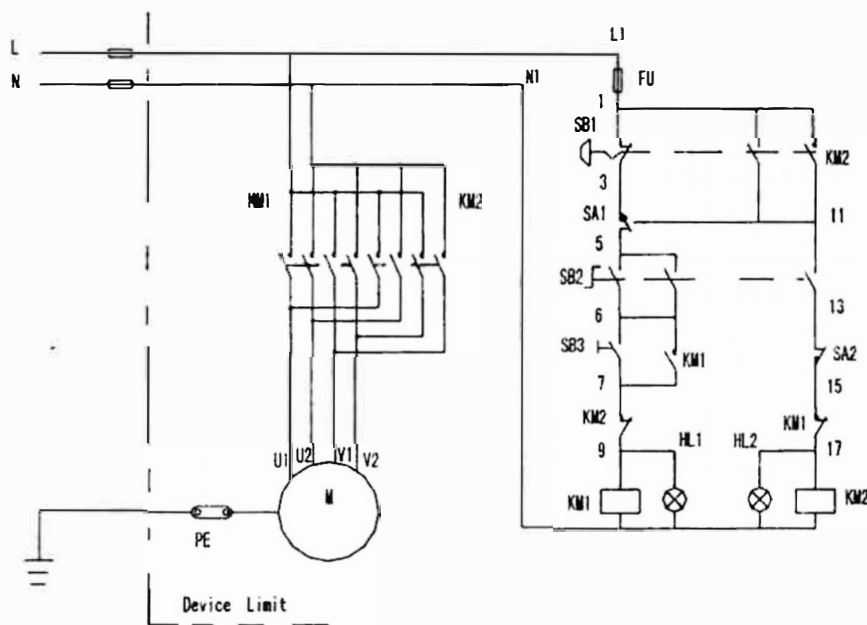 L1
L
N
N1
FU
1
SB1
KM2
3
KM1
KM2
SA1
11
5
SB2
6
13
SB3
KM1
SA2
7
15
KM2
KM1
U1 U2 V1 V2
9
HL1
HL2
17
M
KM1
KM2
PE
Device Limit